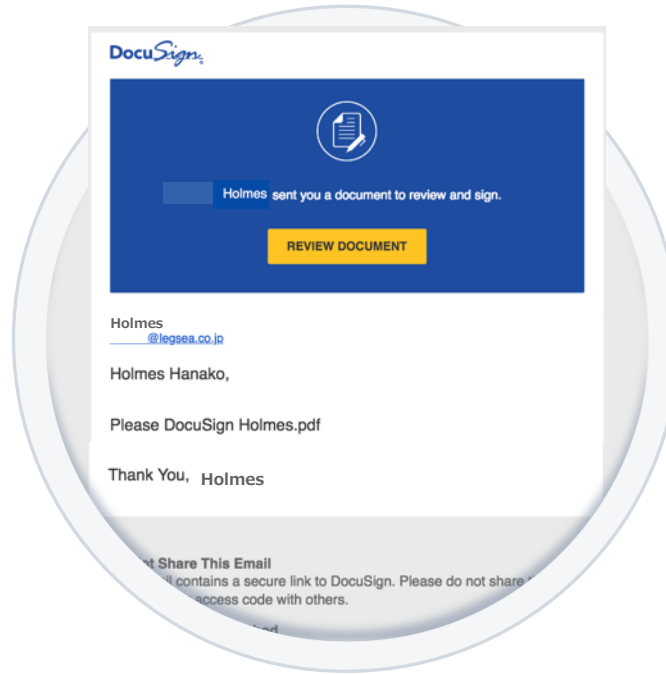 DocuSign
Holmes sent you a document to review and sign.
REVIEW DOCUMENT
Holmes
@legsea.co.jp
Holmes Hanako,
Please DocuSign Holmes.pdf
Thank You, Holmes
Share This Email
contains a secure link to DocuSign. Please do not share
access code with others.